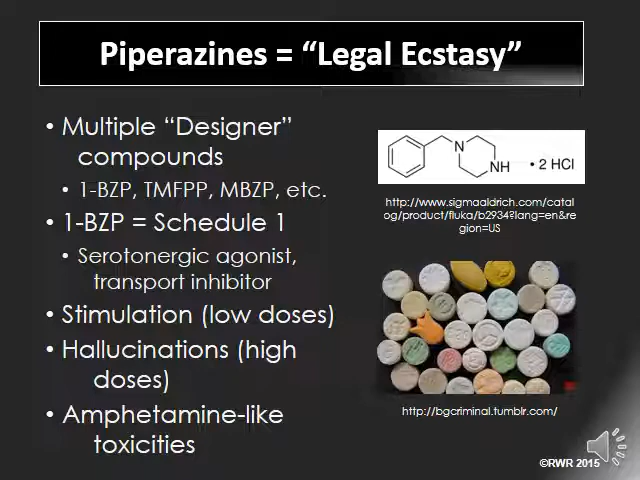 Piperazines = “Legal Ecstasy”
• Multiple “Designer”
compounds
• 1-BZP, TMFPP, MBZP, etc.
• 1-BZP = Schedule 1
• Serotonergic agonist,
transport inhibitor
• Stimulation (low doses)
• Hallucinations (high
doses)
• Amphetamine-like
toxicities
N
NH
• 2 HCl
http://www.sigmaaldrich.com/catal
og/product/fluka/b2934?lang=en&re
gion=US
http://bgcriminal.tumblr.com/
©RWR 2015